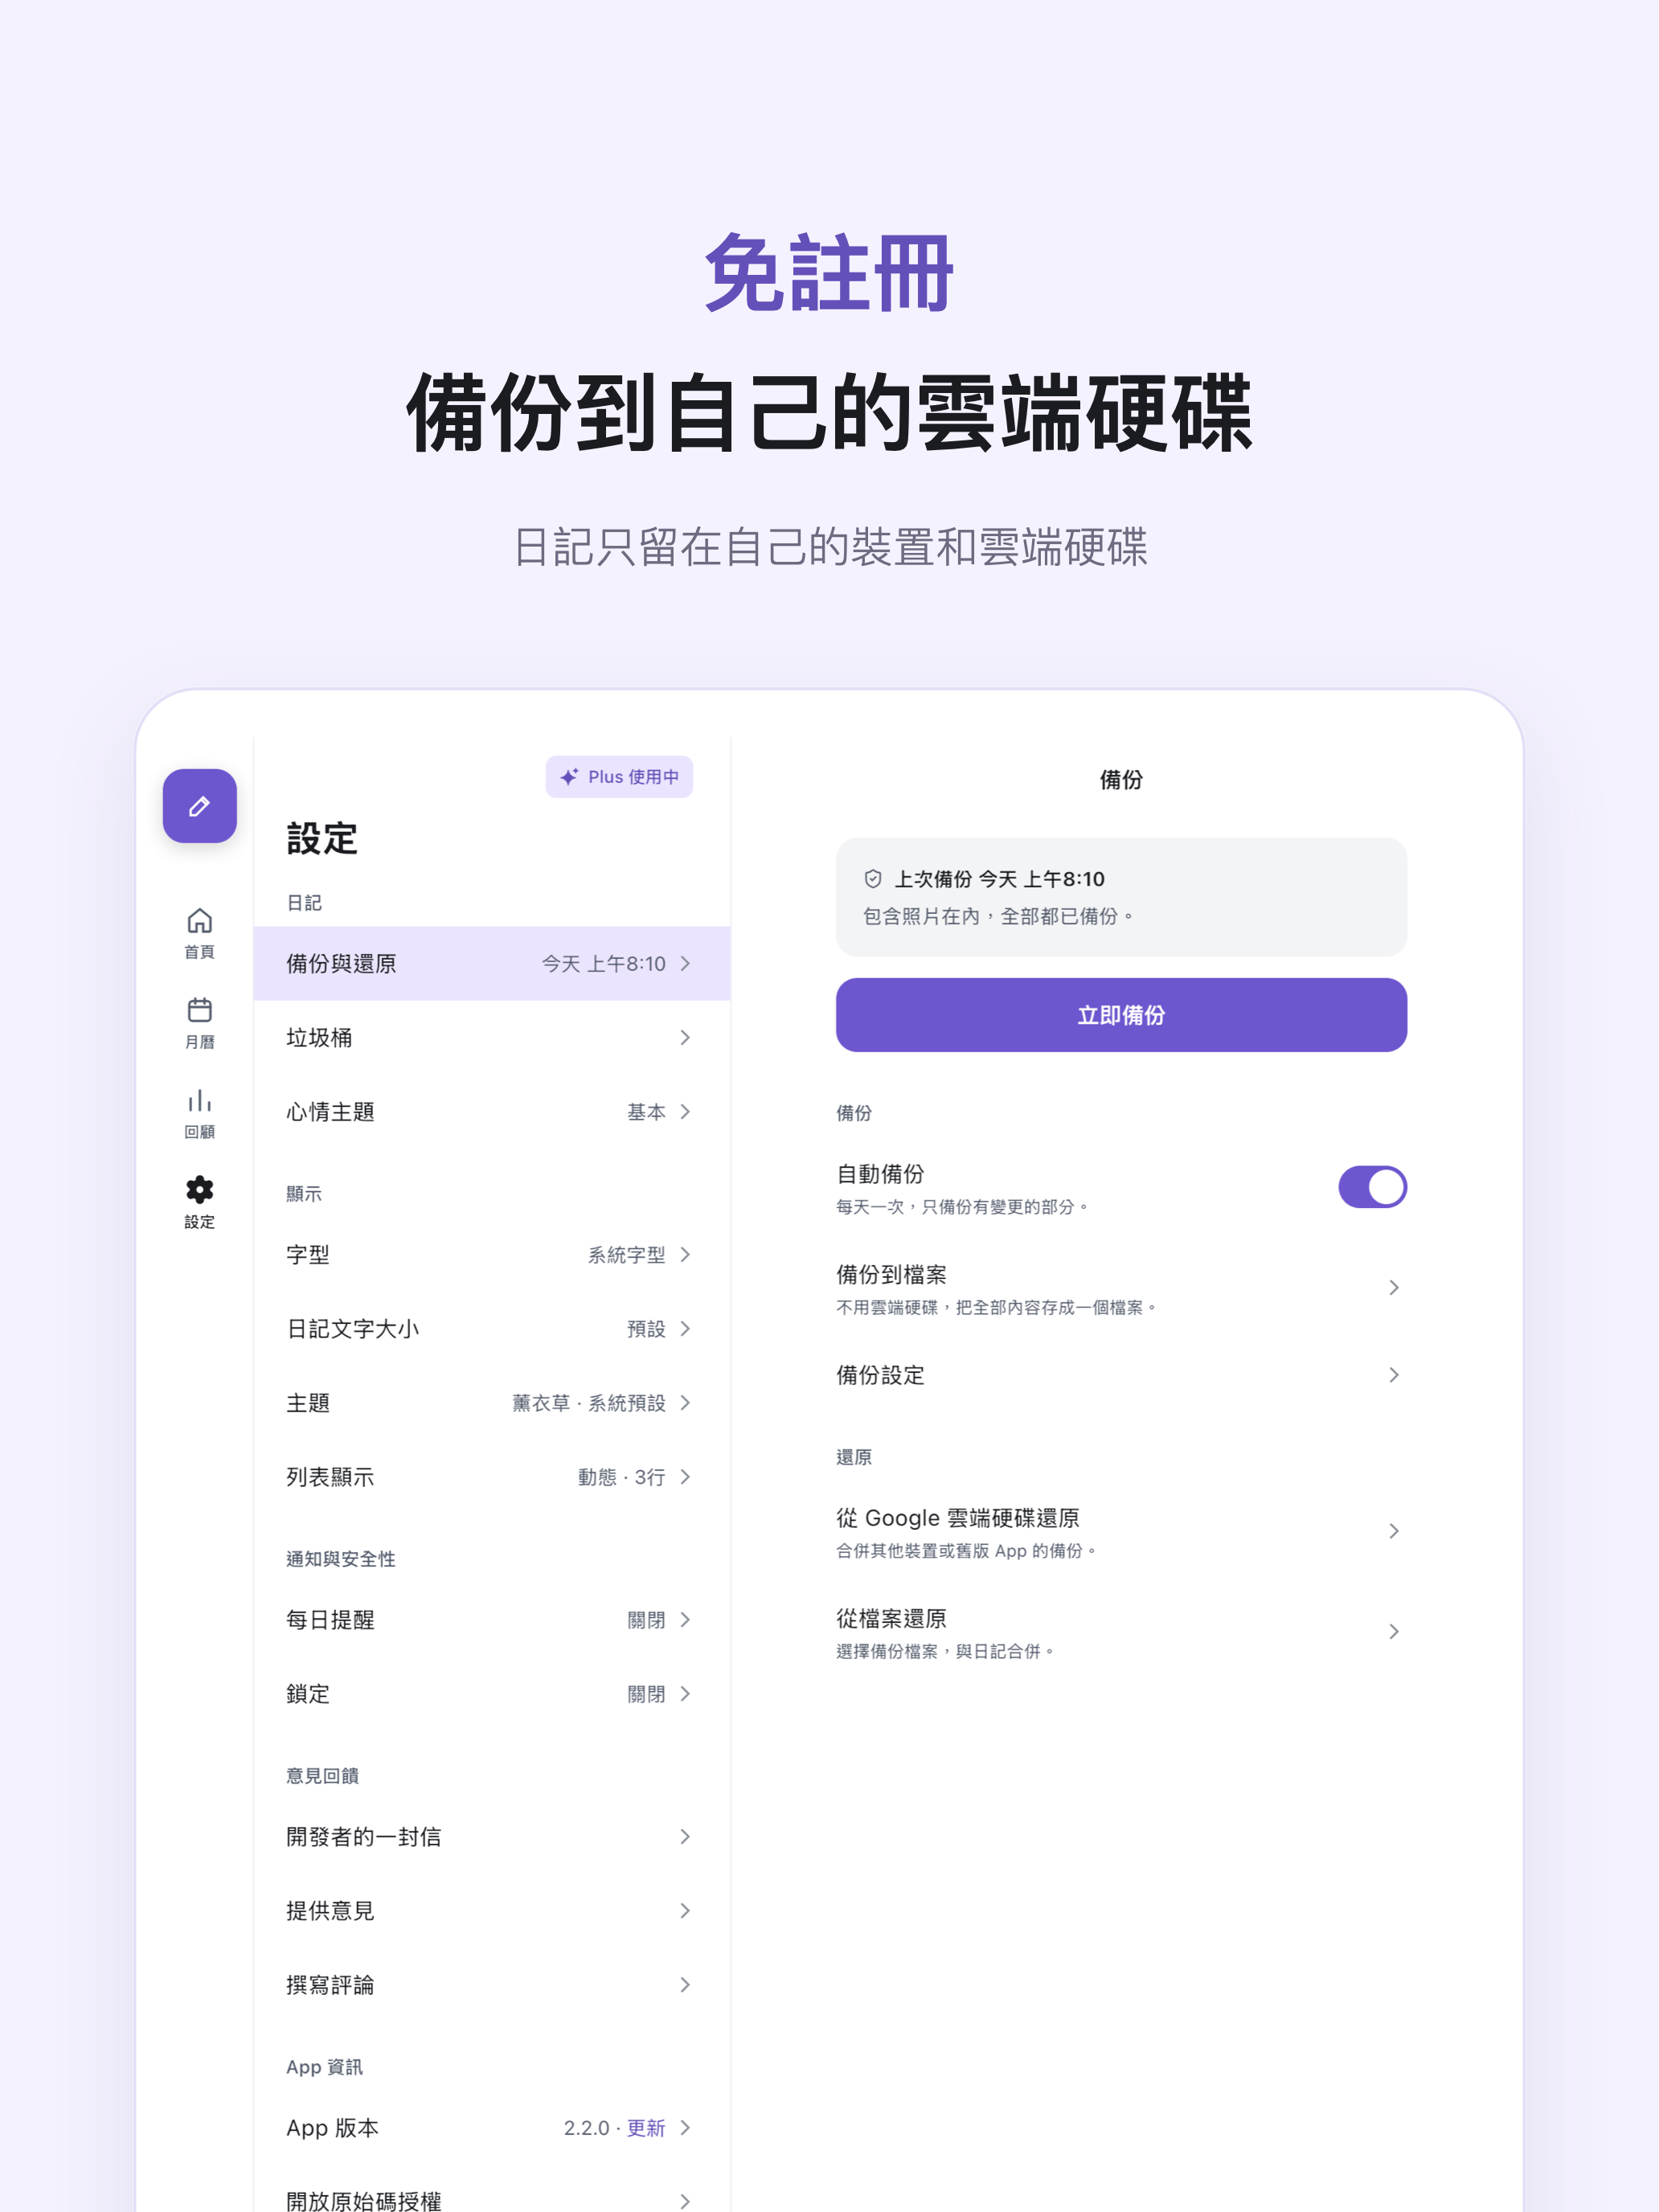 免註冊
備份到自己的雲端硬碟
日記只留在自己的裝置和雲端硬碟
首頁
月曆
回顧
設定
Plus 使用中
設定
日記
備份與還原 今天 上午8:10
垃圾桶
心情主題 基本
顯示
字型 系統字型
日記文字大小 預設
主題 薰衣草 · 系統預設
列表顯示 動態 · 3行
通知與安全性
每日提醒 關閉
鎖定 關閉
意見回饋
開發者的一封信
提供意見
撰寫評論
App 資訊
App 版本 2.2.0 · 更新
開放原始碼授權
備份
上次備份 今天 上午8:10
包含照片在內，全部都已備份。
立即備份
備份
自動備份
每天一次，只備份有變更的部分。
備份到檔案
不用雲端硬碟，把全部內容存成一個檔案。
備份設定
還原
從 Google 雲端硬碟還原
合併其他裝置或舊版 App 的備份。
從檔案還原
選擇備份檔案，與日記合併。